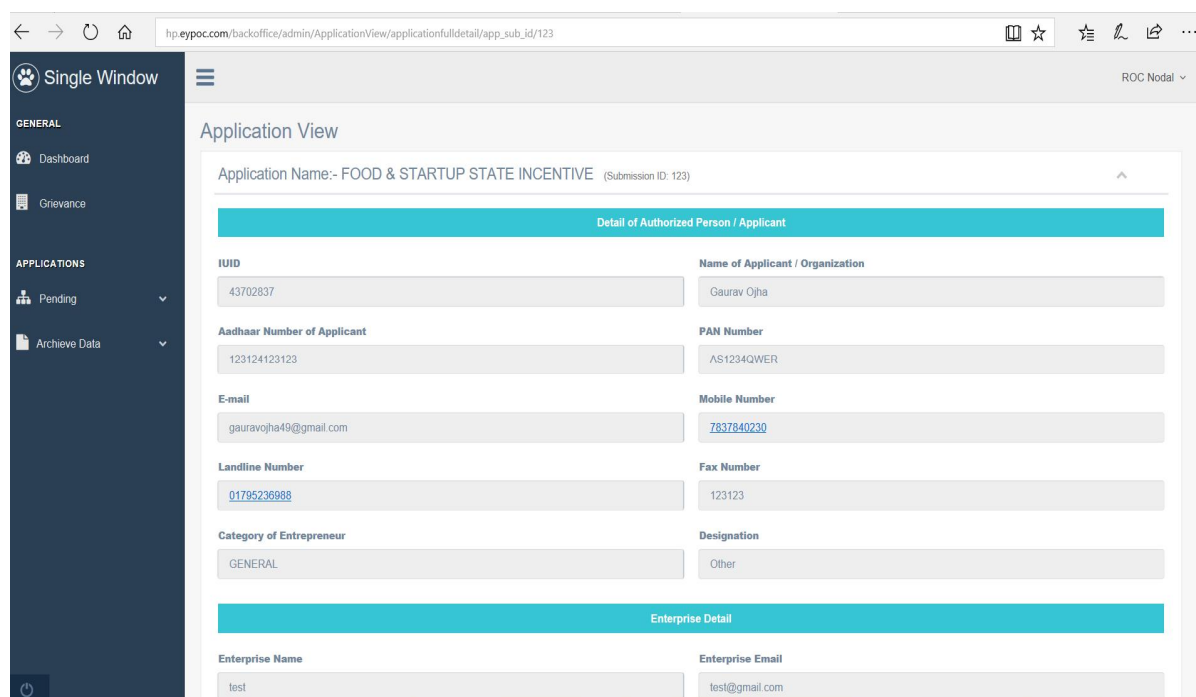 hp.eypoc.com/backoffice/admin/ApplicationView/applicationfulldetail/app_sub_id/123
Single Window
ROC Nodal
GENERAL
Dashboard
Grievance
APPLICATIONS
Pending
Archieve Data
Application View
Application Name:- FOOD & STARTUP STATE INCENTIVE (Submission ID: 123)
Detail of Authorized Person / Applicant
IUID Name of Applicant / Organization
43702837 Gaurav Ojha
Aadhaar Number of Applicant PAN Number
123124123123 AS1234QWER
E-mail Mobile Number
gauravojha49@gmail.com 7837840230
Landline Number Fax Number
01795236988 123123
Category of Entrepreneur Designation
GENERAL Other
Enterprise Detail
Enterprise Name Enterprise Email
test test@gmail.com